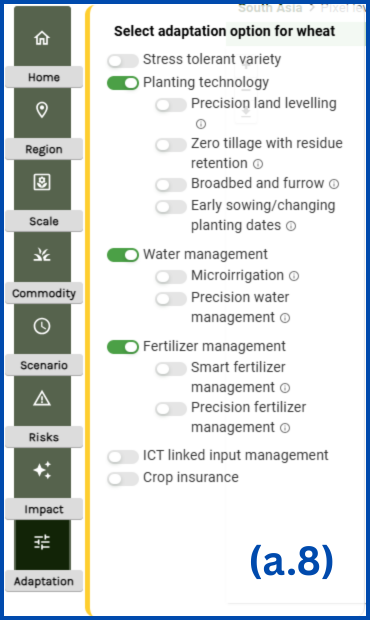 South Asia > Pixel lev
Select adaptation option for wheat
Stress tolerant variety
Planting technology
Precision land levelling
Zero tillage with residue
retention
Broadbed and furrow
Early sowing/changing
planting dates
Water management
Microirrigation
Precision water
management
Fertilizer management
Smart fertilizer
management
Precision fertilizer
management
ICT linked input management
Crop insurance
Home
Region
Scale
Commodity
Scenario
Risks
Impact
Adaptation
(a.8)